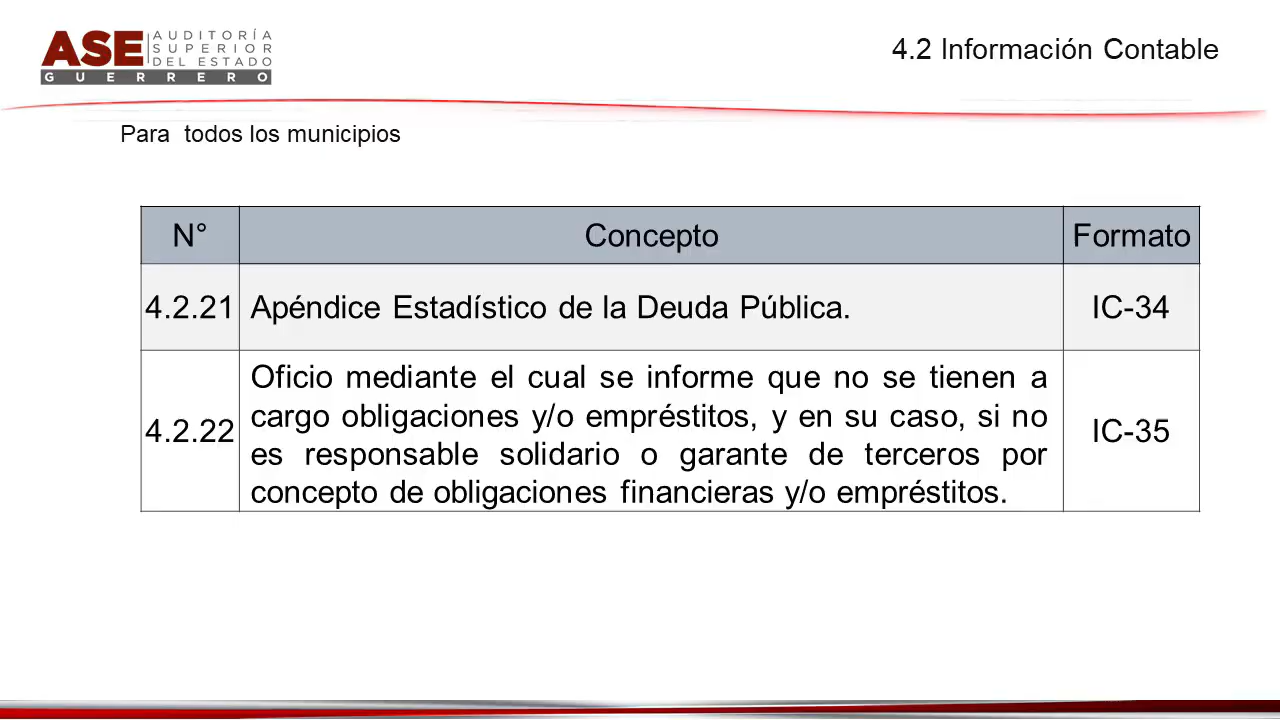 ASE AUDITORÍA
SUPERIOR
DEL ESTADO
GUERRERO
4.2 Información Contable
Para todos los municipios
N° Concepto Formato
4.2.21 Apéndice Estadístico de la Deuda Pública. IC-34
Oficio mediante el cual se informe que no se tienen a
cargo obligaciones y/o empréstitos, y en su caso, si no
4.2.22 IC-35
es responsable solidario o garante de terceros por
concepto de obligaciones financieras y/o empréstitos.